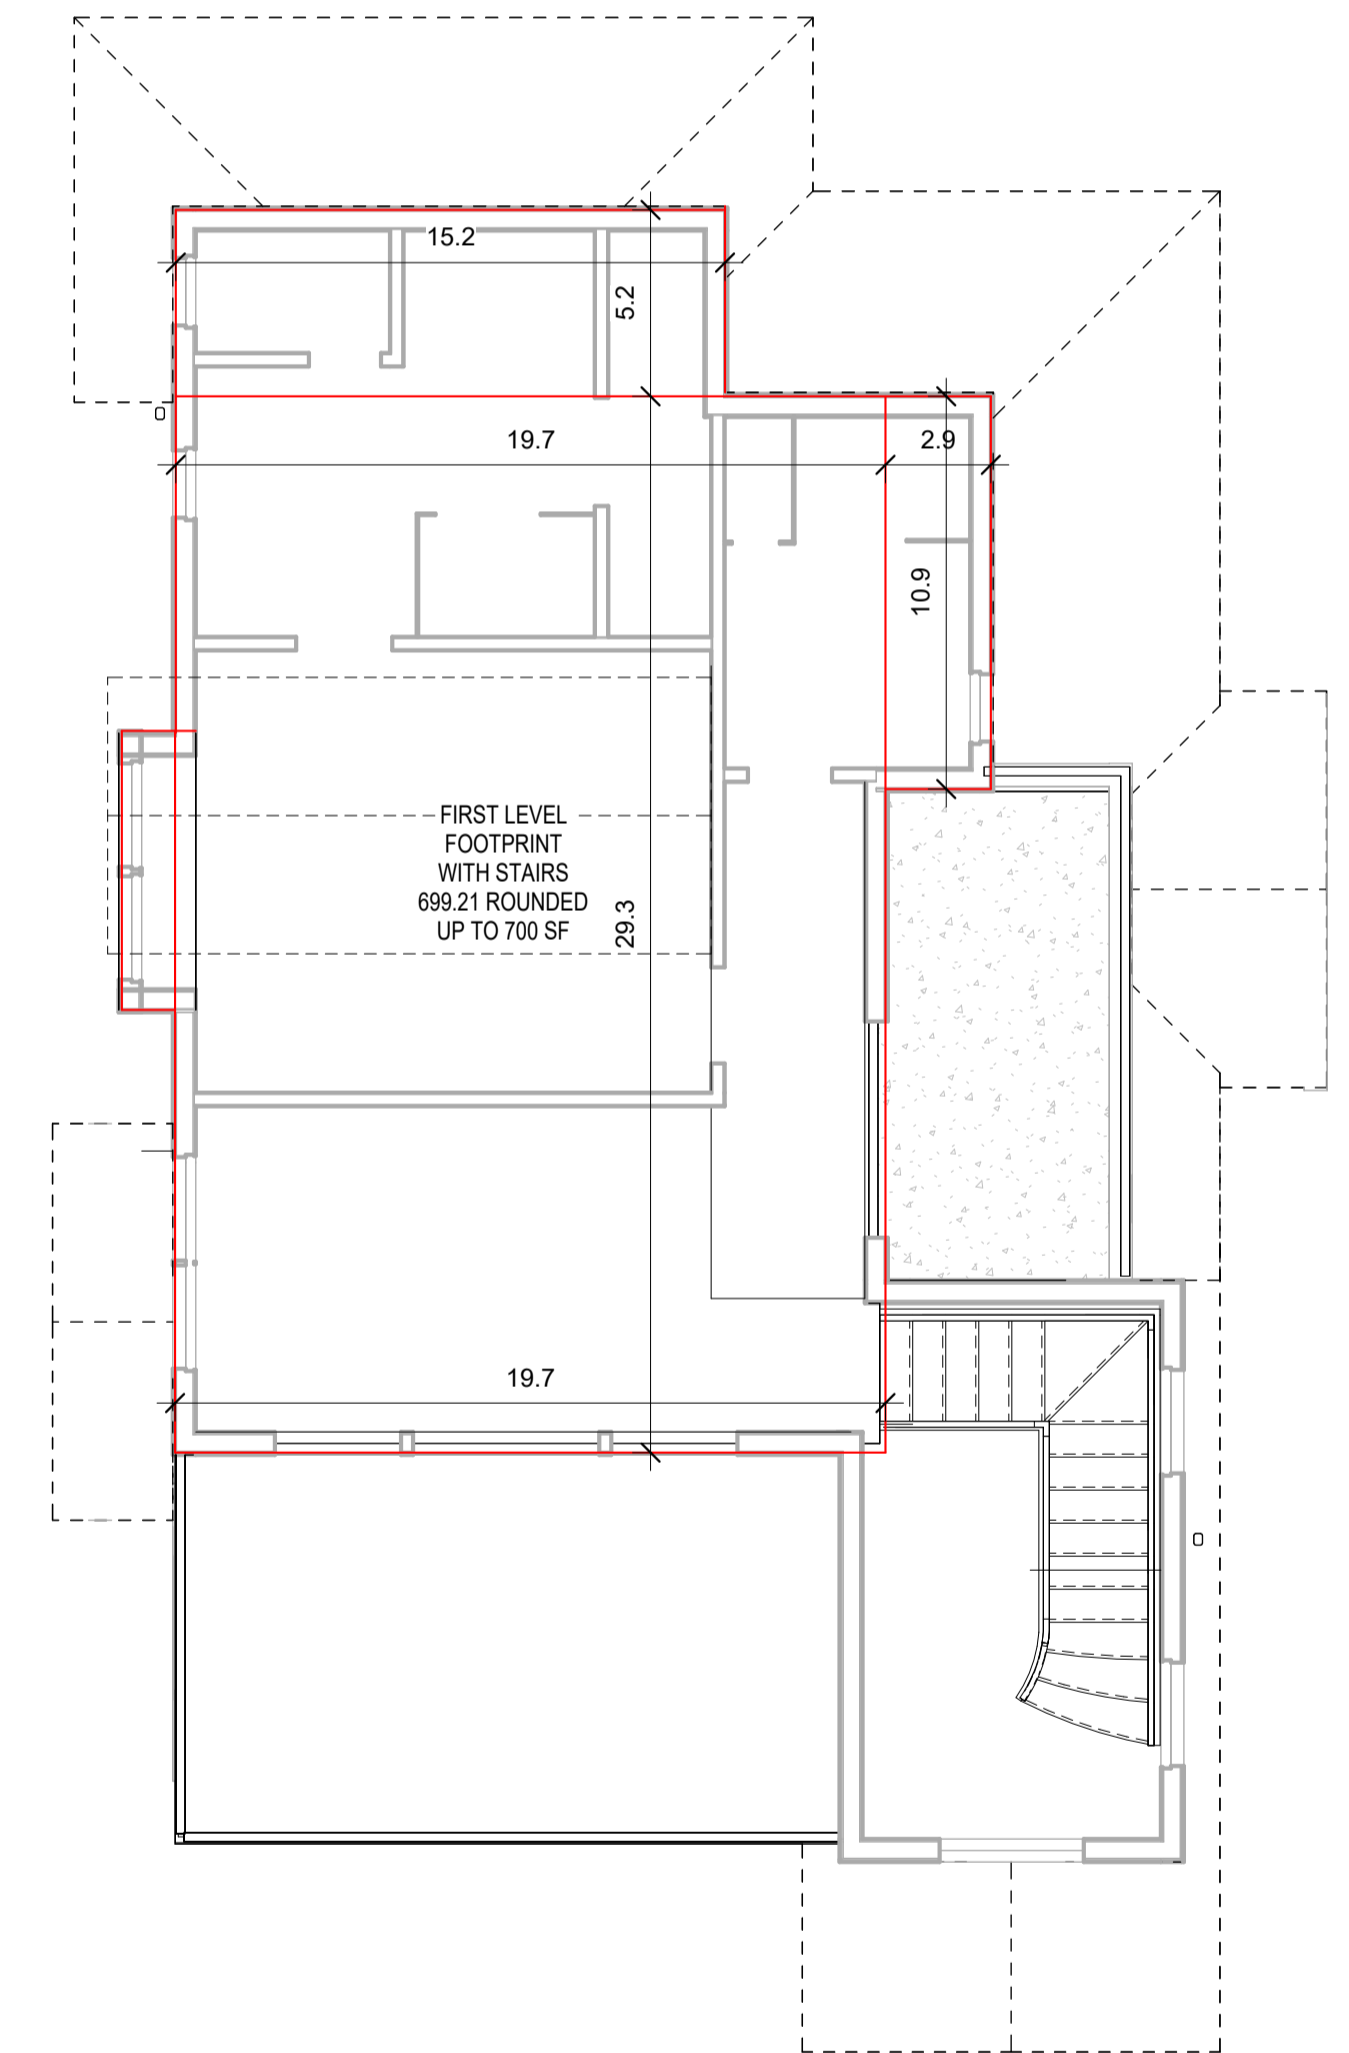 15.2
5.2
19.7
2.9
10.9
FIRST LEVEL
FOOTPRINT
WITH STAIRS
699.21 ROUNDED
UP TO 700 SF
29.3
19.7